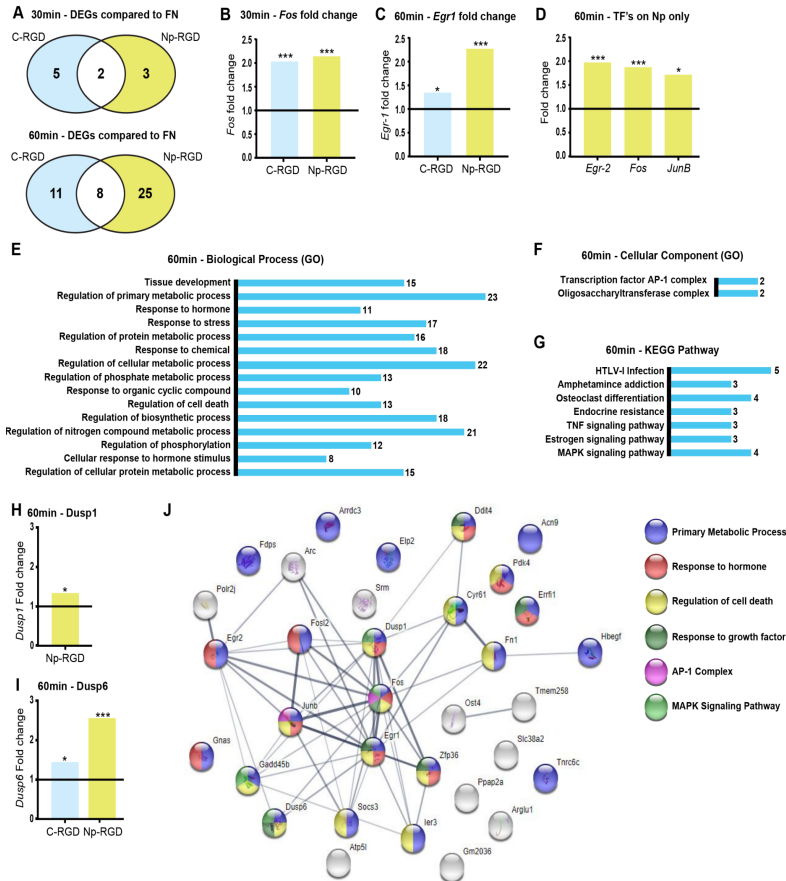 A
30min - DEGs compared to FN
C-RGD
Np-RGD
5
2
3
60min - DEGs compared to FN
C-RGD
Np-RGD
11
8
25
B
30min - Fos fold change
Fos fold change
2.5
2.0
1.5
1.0
0.5
0.0
***
***
C-RGD
Np-RGD
C
60min - Egr1 fold change
Egr-1 fold change
2.5
2.0
1.5
1.0
0.5
0.0
*
***
C-RGD
Np-RGD
D
60min - TF's on Np only
Fold change
2.5
2.0
1.5
1.0
0.5
0.0
***
***
*
Egr-2
Fos
JunB
E
60min - Biological Process (GO)
Tissue development 15
Regulation of primary metabolic process 23
Response to hormone 11
Response to stress 17
Regulation of protein metabolic process 16
Response to chemical 18
Regulation of cellular metabolic process 22
Regulation of phosphate metabolic process 13
Response to organic cyclic compound 10
Regulation of cell death 13
Regulation of biosynthetic process 18
Regulation of nitrogen compound metabolic process 21
Regulation of phosphorylation 12
Cellular response to hormone stimulus 8
Regulation of cellular protein metabolic process 15
F
60min - Cellular Component (GO)
Transcription factor AP-1 complex 2
Oligosaccharyltransferase complex 2
G
60min - KEGG Pathway
HTLV-I Infection 5
Amphetamince addiction 3
Osteoclast differentiation 4
Endocrine resistance 3
TNF signaling pathway 3
Estrogen signaling pathway 3
MAPK signaling pathway 4
H
60min - Dusp1
Dusp1 Fold change
3
2
1
0
*
Np-RGD
I
60min - Dusp6
Dusp6 Fold change
3
2
1
0
*
***
C-RGD
Np-RGD
J
Arrdc3
Ddit4
Acn9
Fdps
Arc
Elp2
Pdk4
Polr2j
Srm
Cyr61
Errfi1
Egr2
Fosl2
Dusp1
Fn1
Hbegf
Fos
Junb
Ost4
Tmem258
Gnas
Egr1
Slc38a2
Gadd45b
Zfp36
Tnrc6c
Ppap2a
Dusp6
Socs3
Ier3
Arglu1
Atp5l
Gm2036
Primary Metabolic Process
Response to hormone
Regulation of cell death
Response to growth factor
AP-1 Complex
MAPK Signaling Pathway